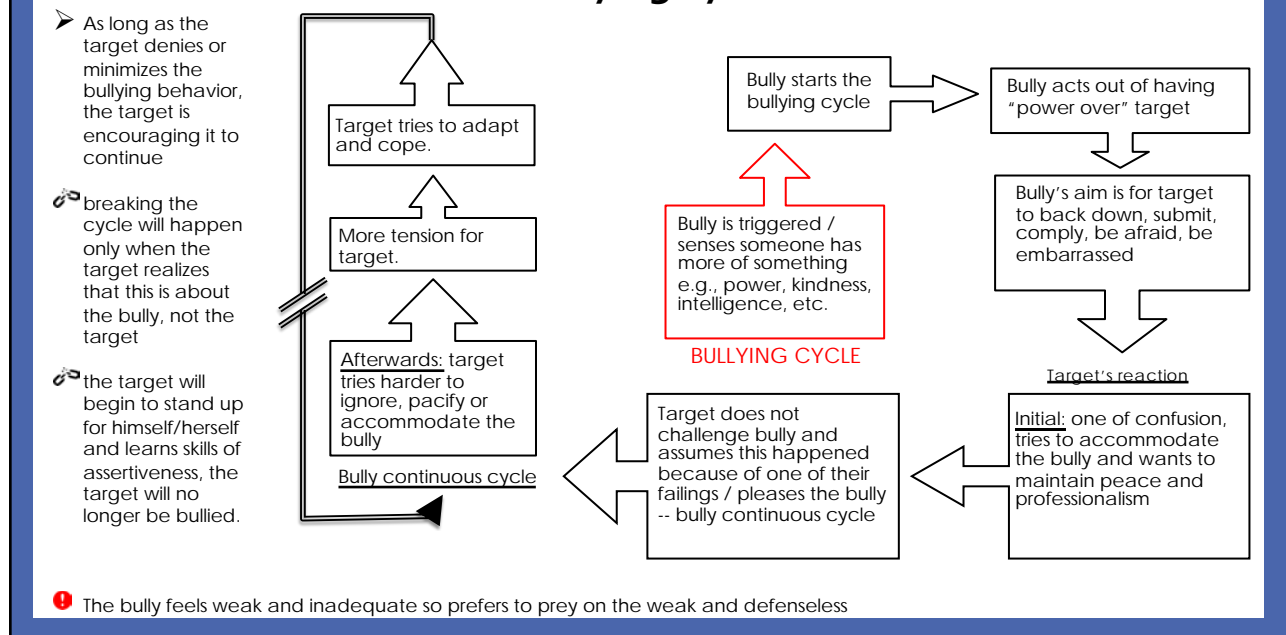 As long as the
target denies or
minimizes the
bullying behavior,
the target is
encouraging it to
continue
breaking the
cycle will happen
only when the
target realizes
that this is about
the bully, not the
target
the target will
begin to stand up
for himself/herself
and learns skills of
assertiveness, the
target will no
longer be bullied.
Target tries to adapt
and cope.
More tension for
target.
Afterwards: target
tries harder to
ignore, pacify or
accommodate the
bully
Bully continuous cycle
Bully starts the
bullying cycle
Bully is triggered /
senses someone has
more of something
e.g., power, kindness,
intelligence, etc.
BULLYING CYCLE
Target does not
challenge bully and
assumes this happened
because of one of their
failings / pleases the bully
-- bully continuous cycle
Bully acts out of having
“power over” target
Bully’s aim is for target
to back down, submit,
comply, be afraid, be
embarrassed
Target’s reaction
Initial: one of confusion,
tries to accommodate
the bully and wants to
maintain peace and
professionalism
The bully feels weak and inadequate so prefers to prey on the weak and defenseless